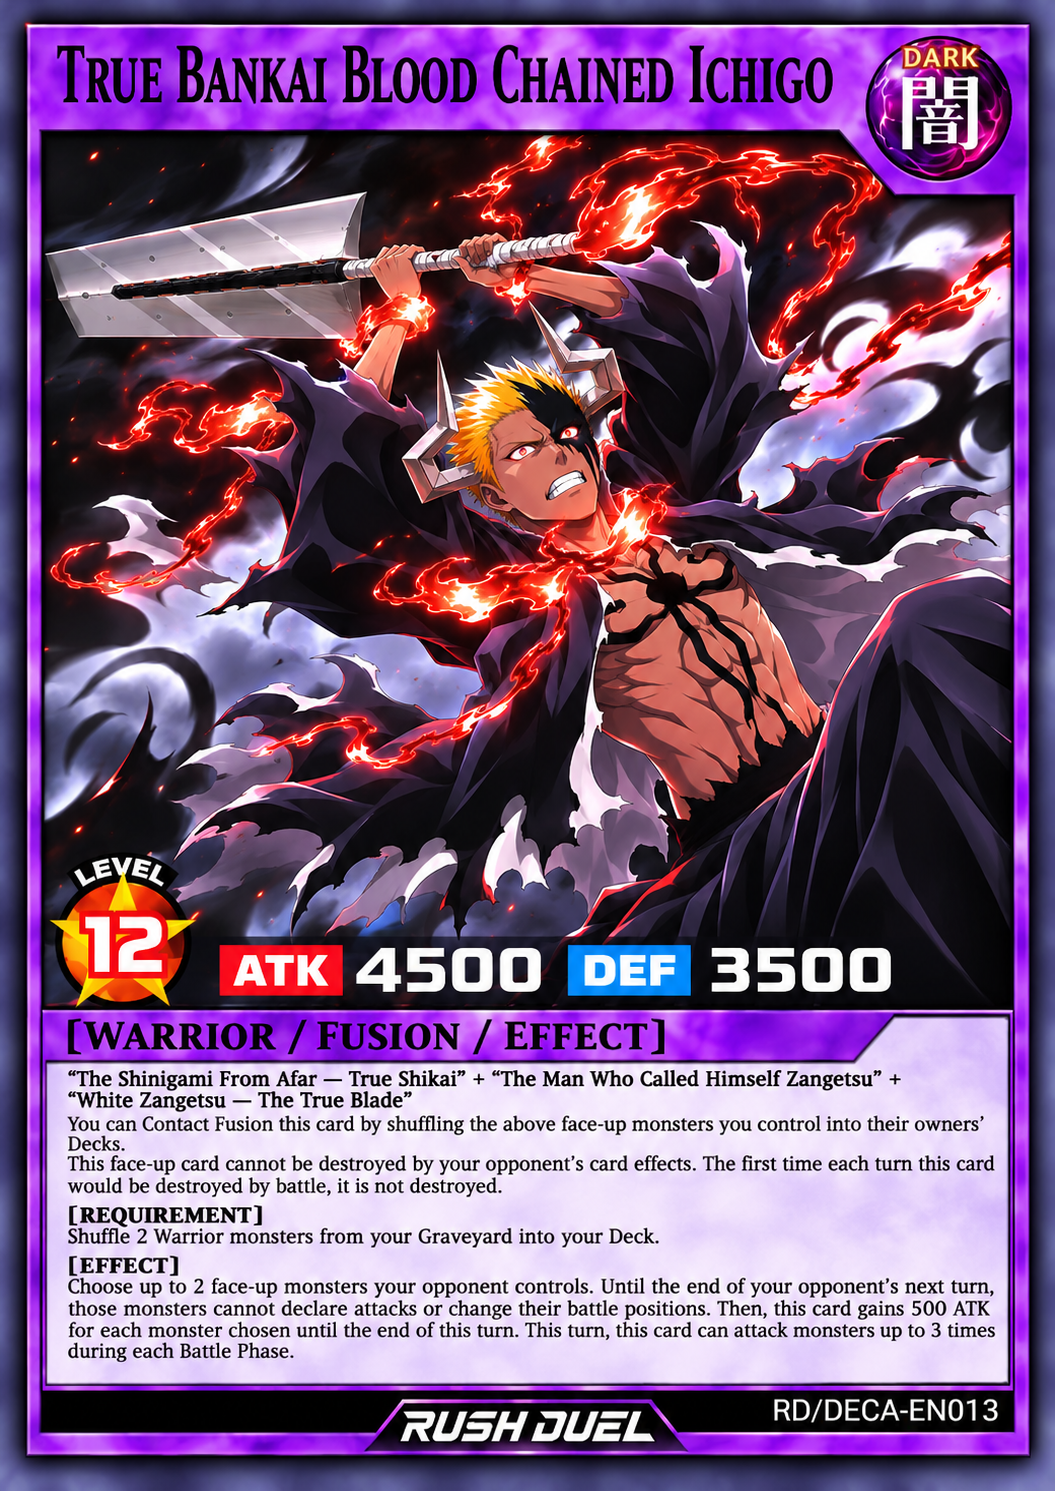 True Bankai Blood Chained Ichigo
DARK
闇
LEVEL
12
ATK 4500 DEF 3500
[Warrior / Fusion / Effect]
“The Shinigami From Afar — True Shikai” + “The Man Who Called Himself Zangetsu” +
“White Zangetsu — The True Blade”
You can Contact Fusion this card by shuffling the above face-up monsters you control into their owners’
Decks.
This face-up card cannot be destroyed by your opponent’s card effects. The first time each turn this card
would be destroyed by battle, it is not destroyed.
[REQUIREMENT]
Shuffle 2 Warrior monsters from your Graveyard into your Deck.
[EFFECT]
Choose up to 2 face-up monsters your opponent controls. Until the end of your opponent’s next turn,
those monsters cannot declare attacks or change their battle positions. Then, this card gains 500 ATK
for each monster chosen until the end of this turn. This turn, this card can attack monsters up to 3 times
during each Battle Phase.
RD/DECA-EN013
RUSH DUEL